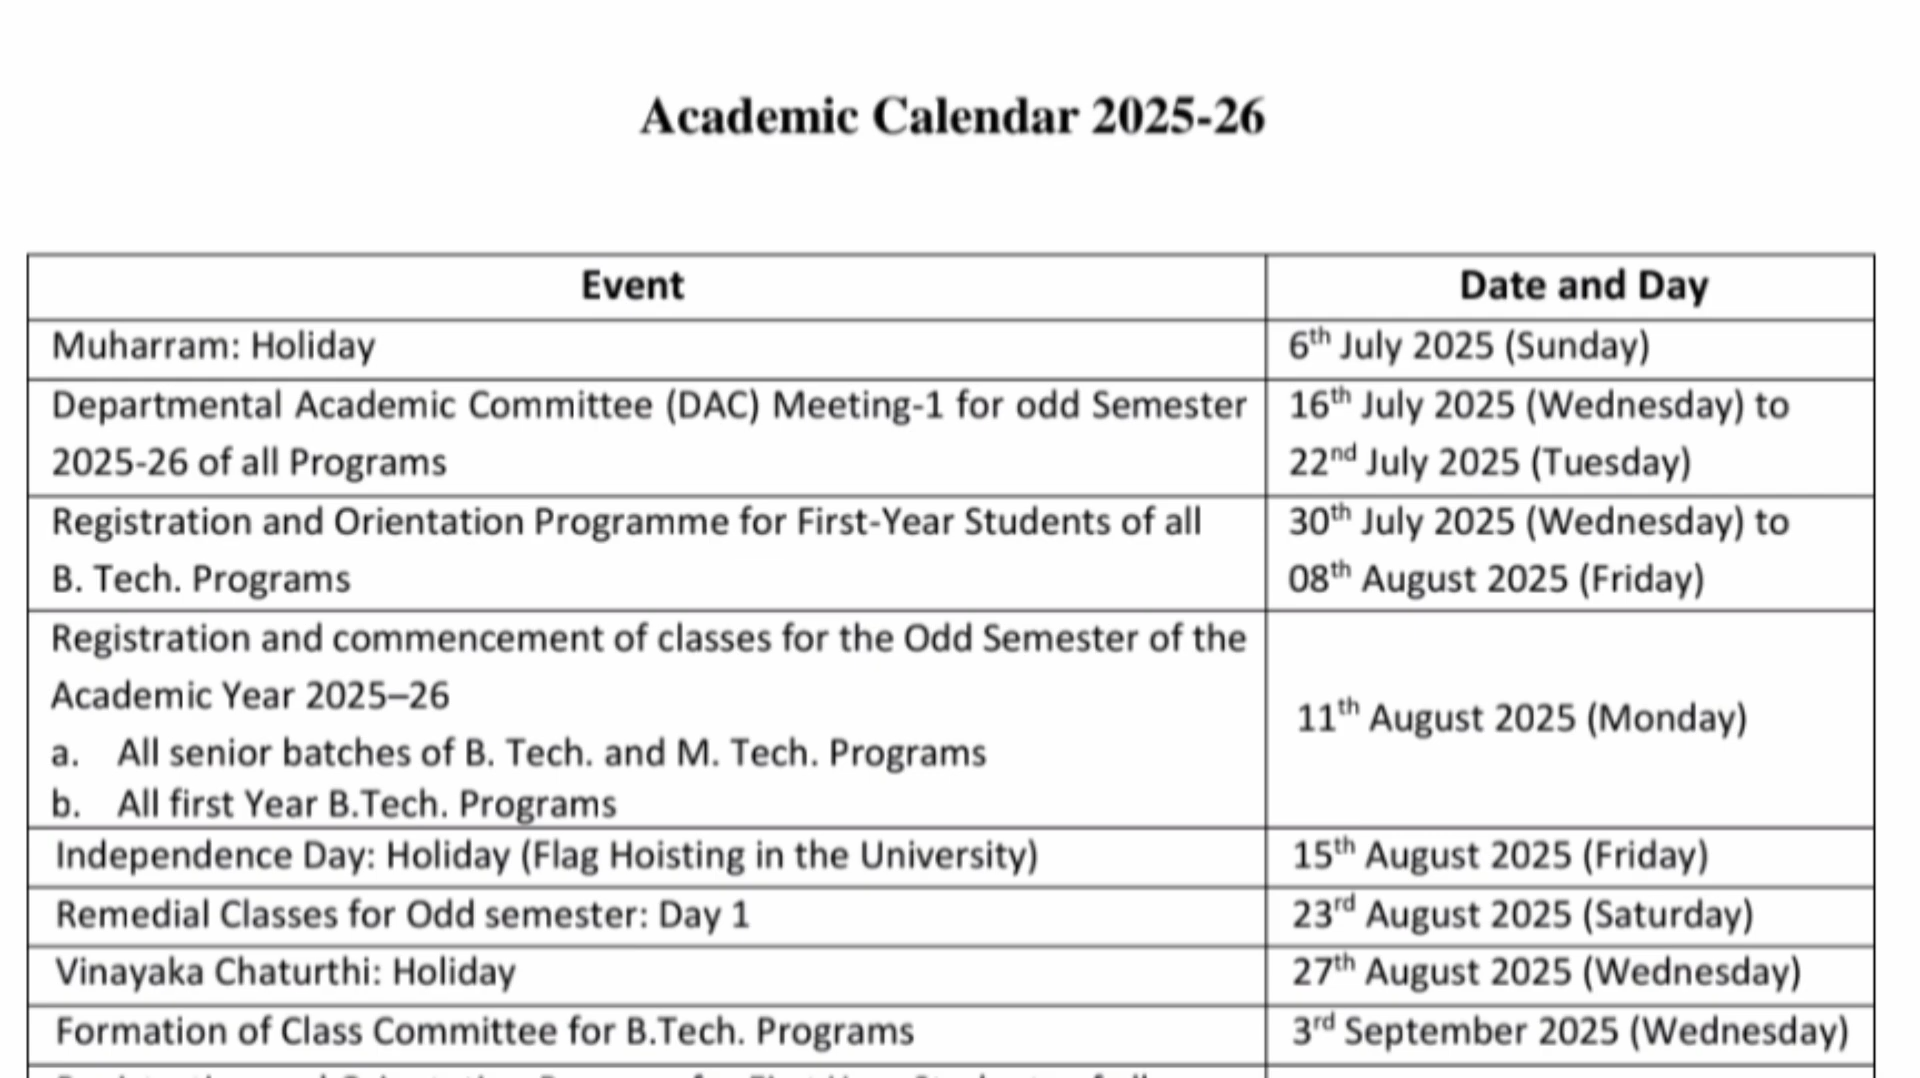 Academic Calendar 2025-26
Event
Date and Day
Muharram: Holiday
6th July 2025 (Sunday)
Departmental Academic Committee (DAC) Meeting-1 for odd Semester
2025-26 of all Programs
16th July 2025 (Wednesday) to
22nd July 2025 (Tuesday)
Registration and Orientation Programme for First-Year Students of all
B. Tech. Programs
30th July 2025 (Wednesday) to
08th August 2025 (Friday)
Registration and commencement of classes for the Odd Semester of the
Academic Year 2025–26
a. All senior batches of B. Tech. and M. Tech. Programs
b. All first Year B.Tech. Programs
11th August 2025 (Monday)
Independence Day: Holiday (Flag Hoisting in the University)
15th August 2025 (Friday)
Remedial Classes for Odd semester: Day 1
23rd August 2025 (Saturday)
Vinayaka Chaturthi: Holiday
27th August 2025 (Wednesday)
Formation of Class Committee for B.Tech. Programs
3rd September 2025 (Wednesday)